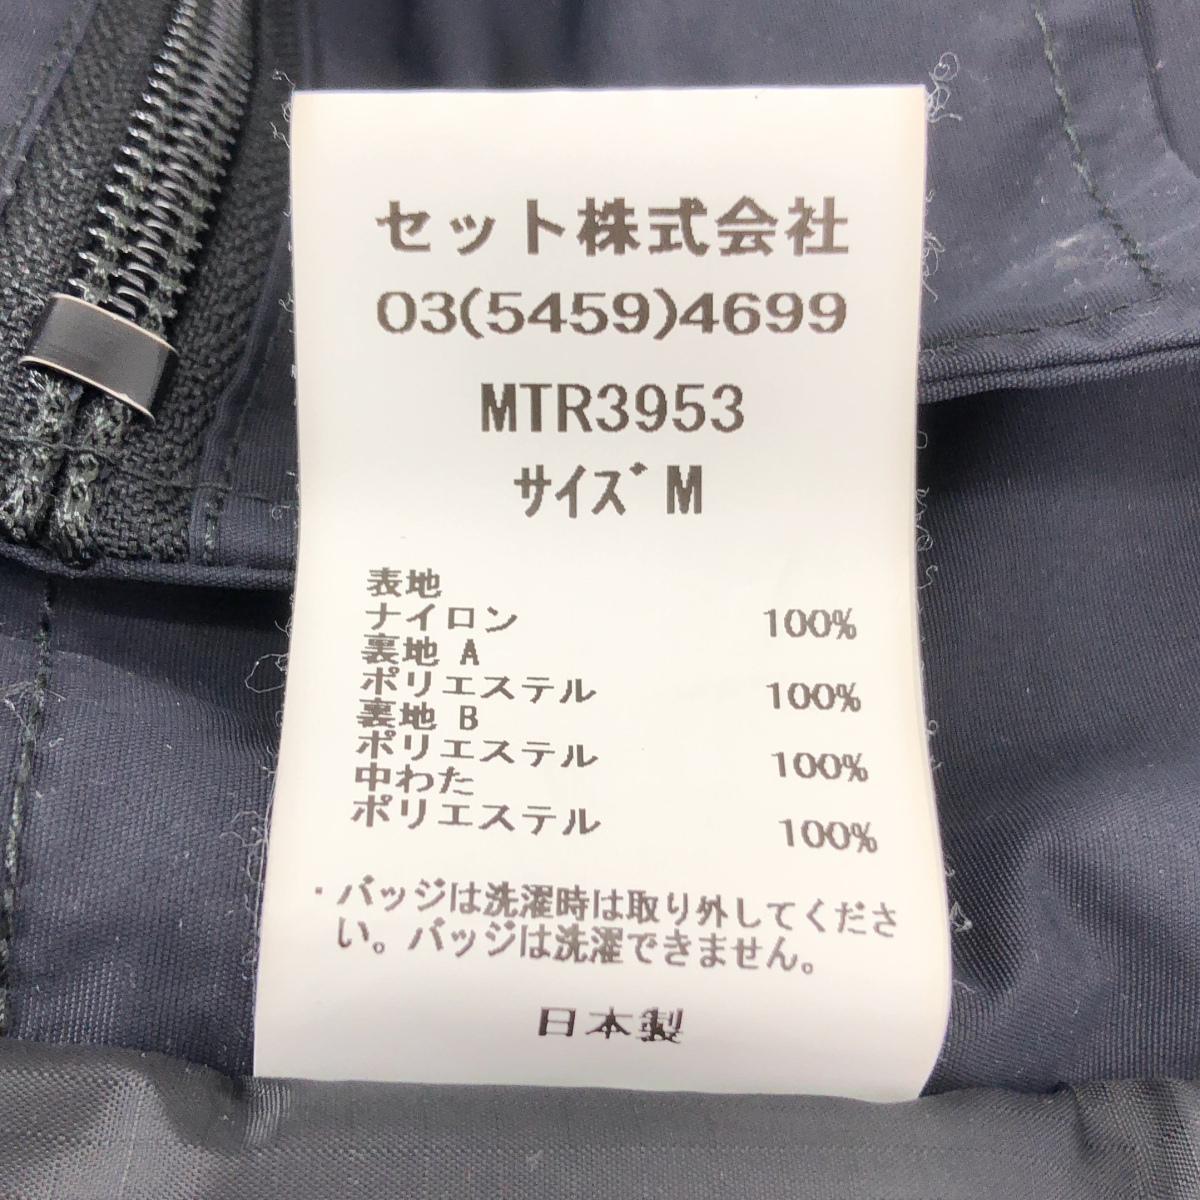 セット株式会社
03(5459)4699
MTR3953
サイズ M
表地
ナイロン 100%
裏地 A
ポリエステル 100%
裏地 B
ポリエステル 100%
中わた
ポリエステル 100%
・バッジは洗濯時は取り外してくださ
い。バッジは洗濯できません。
日本製